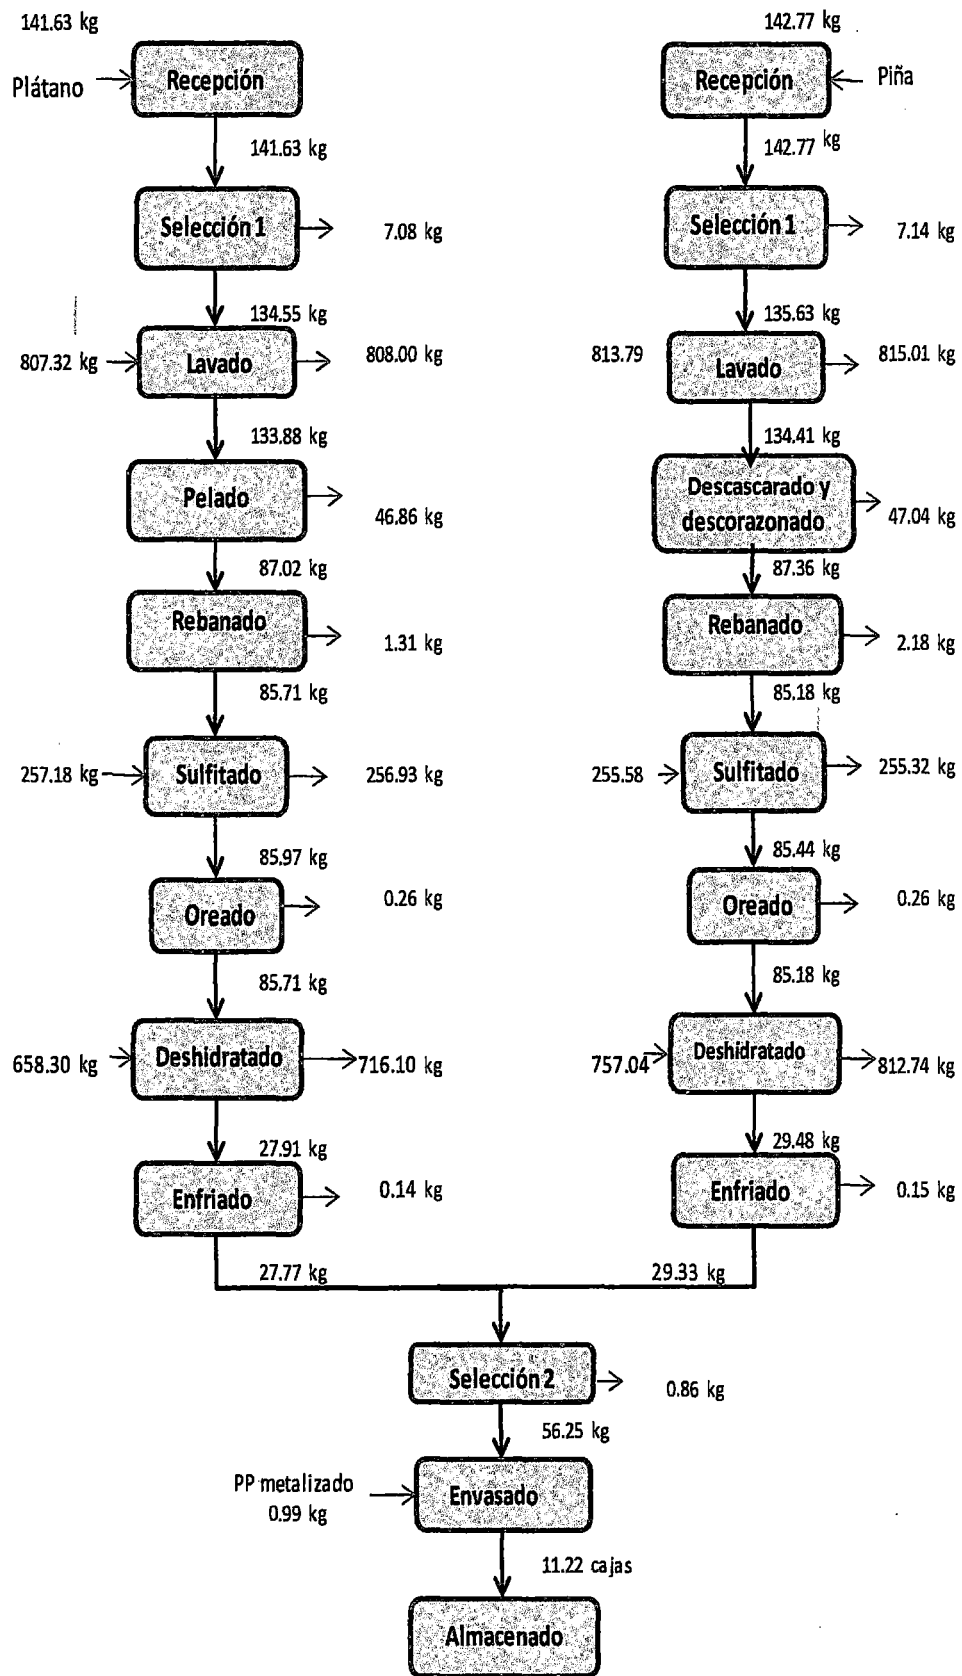 141.63 kg
Plátano
Recepción
141.63 kg
Selección 1
7.08 kg
134.55 kg
807.32 kg
Lavado
808.00 kg
133.88 kg
Pelado
46.86 kg
87.02 kg
Rebanado
1.31 kg
85.71 kg
257.18 kg
Sulfitado
256.93 kg
85.97 kg
Oreado
0.26 kg
85.71 kg
658.30 kg
Deshidratado
716.10 kg
27.91 kg
Enfriado
0.14 kg
27.77 kg
142.77 kg
Recepción
Piña
142.77 kg
Selección 1
7.14 kg
135.63 kg
813.79
Lavado
815.01 kg
134.41 kg
Descascarado y
descorazonado
47.04 kg
87.36 kg
Rebanado
2.18 kg
85.18 kg
255.58
Sulfitado
255.32 kg
85.44 kg
Oreado
0.26 kg
85.18 kg
757.04
Deshidratado
812.74 kg
29.48 kg
Enfriado
0.15 kg
29.33 kg
Selección 2
0.86 kg
56.25 kg
PP metalizado
0.99 kg
Envasado
11.22 cajas
Almacenado